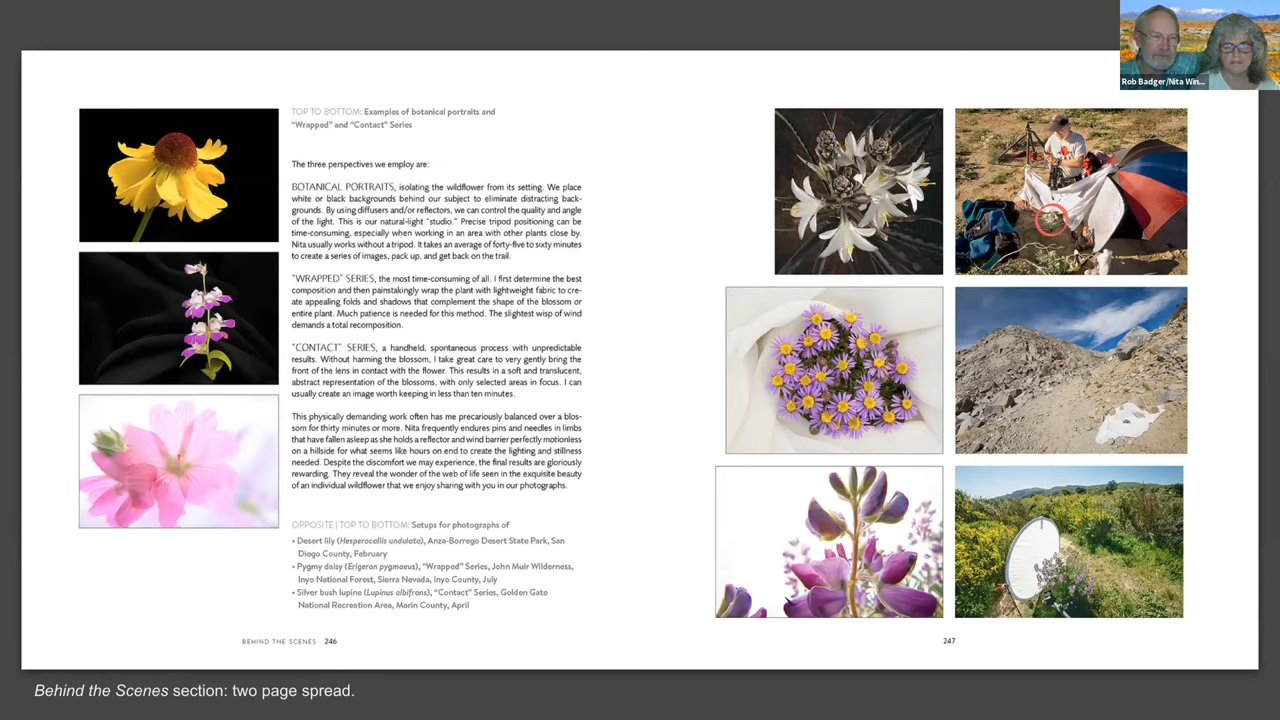 Rob Badger/Nita Win...
TOP TO BOTTOM: Examples of botanical portraits and
“Wrapped” and “Contact” Series
The three perspectives we employ are:
BOTANICAL PORTRAITS, isolating the wildflower from its setting. We place
white or black backgrounds behind our subject to eliminate distracting back-
grounds. By using diffusers and/or reflectors, we can control the quality and angle
of the light. This is our natural-light “studio.” Precise tripod positioning can be
time-consuming, especially when working in an area with other plants close by.
Nita usually works without a tripod. It takes an average of forty-five to sixty minutes
to create a series of images, pack up, and get back on the trail.
“WRAPPED” SERIES, the most time-consuming of all. I first determine the best
composition and then painstakingly wrap the plant with lightweight fabric to cre-
ate appealing folds and shadows that complement the shape of the blossom or
entire plant. Much patience is needed for this method. The slightest wisp of wind
demands a total recomposition.
“CONTACT” SERIES, a handheld, spontaneous process with unpredictable
results. Without harming the blossom, I take great care to very gently bring the
front of the lens in contact with the flower. This results in a soft and translucent,
abstract representation of the blossoms, with only selected areas in focus. I can
usually create an image worth keeping in less than ten minutes.
This physically demanding work often has me precariously balanced over a blos-
som for thirty minutes or more. Nita frequently endures pins and needles in limbs
that have fallen asleep as she holds a reflector and wind barrier perfectly motionless
on a hillside for what seems like hours on end to create the lighting and stillness
needed. Despite the discomfort we may experience, the final results are gloriously
rewarding. They reveal the wonder of the web of life seen in the exquisite beauty
of an individual wildflower that we enjoy sharing with you in our photographs.
OPPOSITE | TOP TO BOTTOM: Setups for photographs of
• Desert lily (Hesperocallis undulata), Anza-Borrego Desert State Park, San
Diego County, February
• Pygmy daisy (Erigeron pygmaeus), “Wrapped” Series, John Muir Wilderness,
Inyo National Forest, Sierra Nevada, Inyo County, July
• Silver bush lupine (Lupinus albifrons), “Contact” Series, Golden Gate
National Recreation Area, Marin County, April
BEHIND THE SCENES 246
247
Behind the Scenes section: two page spread.